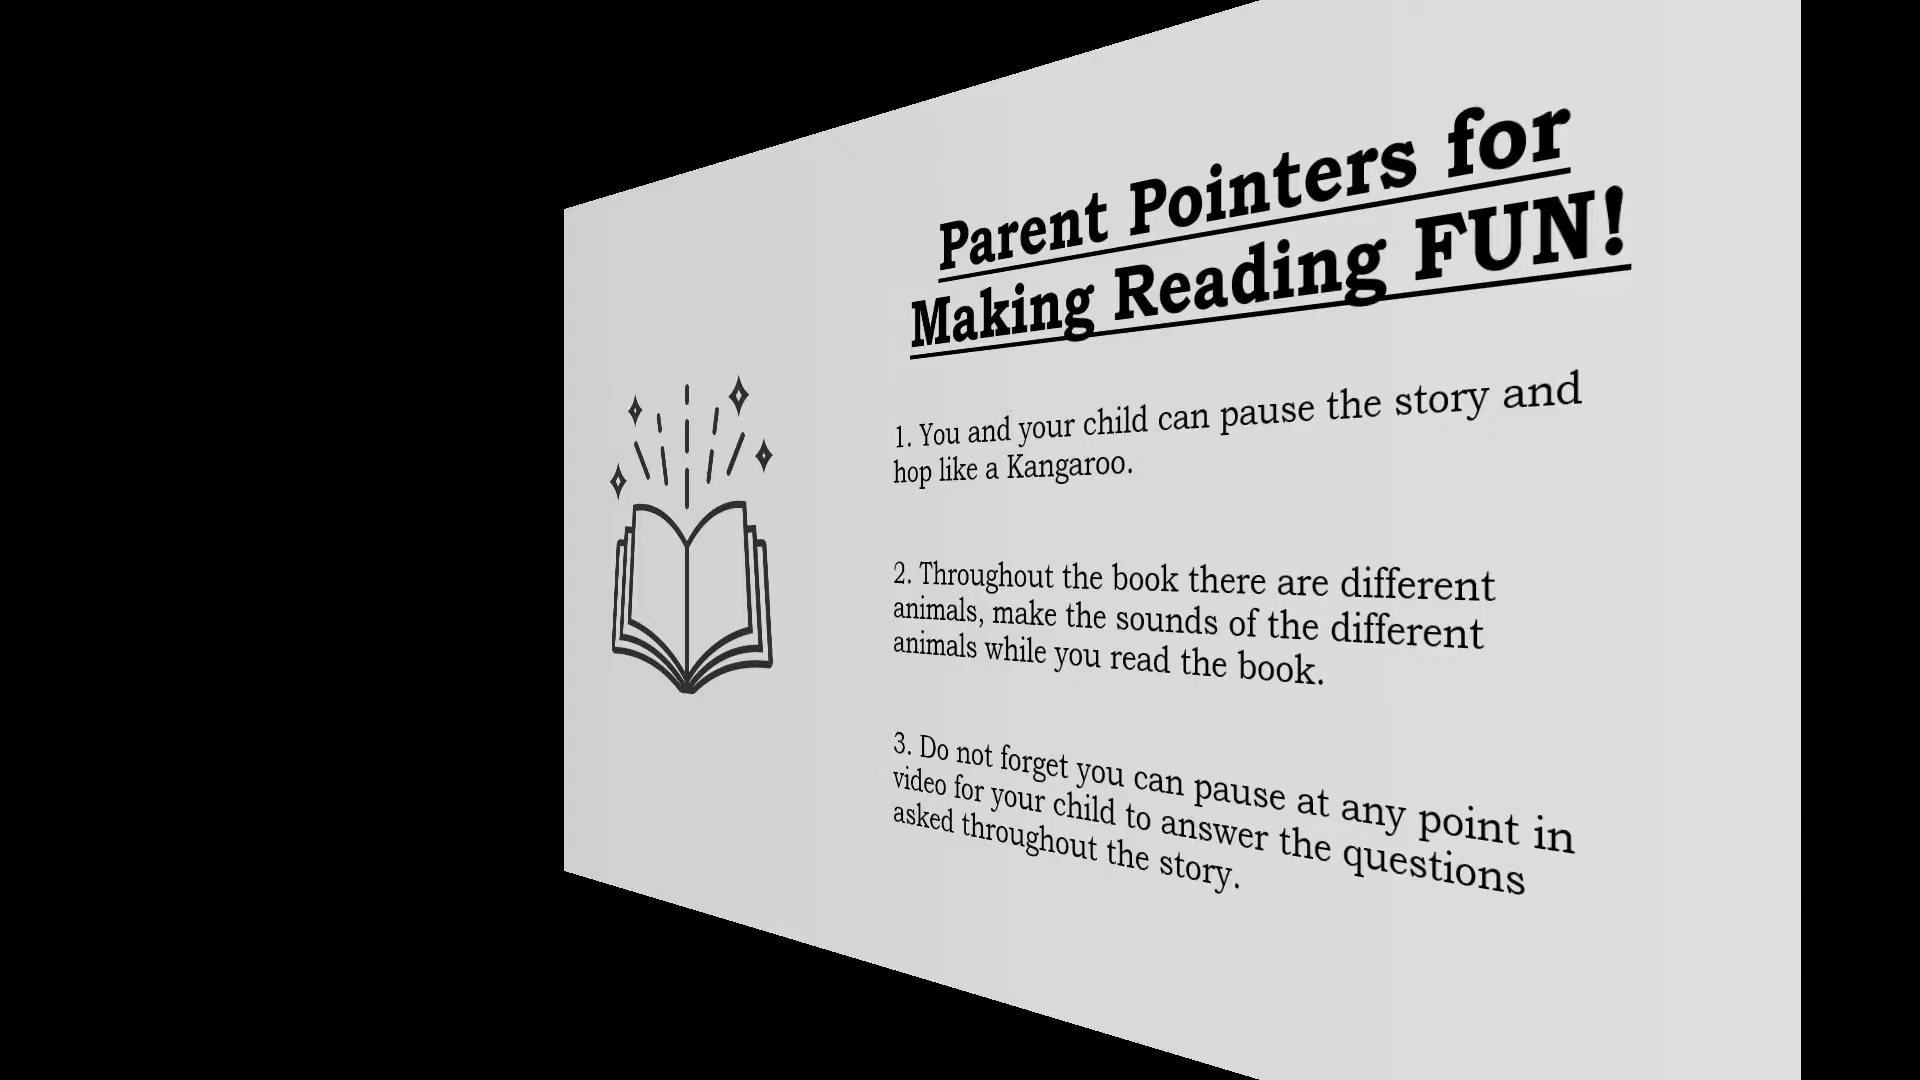 Parent Pointers for
Making Reading FUN!
1. You and your child can pause the story and
hop like a Kangaroo.
2. Throughout the book there are different
animals, make the sounds of the different
animals while you read the book.
3. Do not forget you can pause at any point in
video for your child to answer the questions
asked throughout the story.